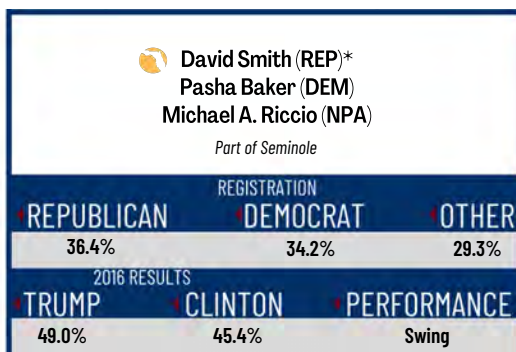 David Smith (REP)*
Pasha Baker (DEM)
Michael A. Riccio (NPA)
Part of Seminole
REGISTRATION
REPUBLICAN DEMOCRAT OTHER
36.4% 34.2% 29.3%
2016 RESULTS
TRUMP CLINTON PERFORMANCE
49.0% 45.4% Swing